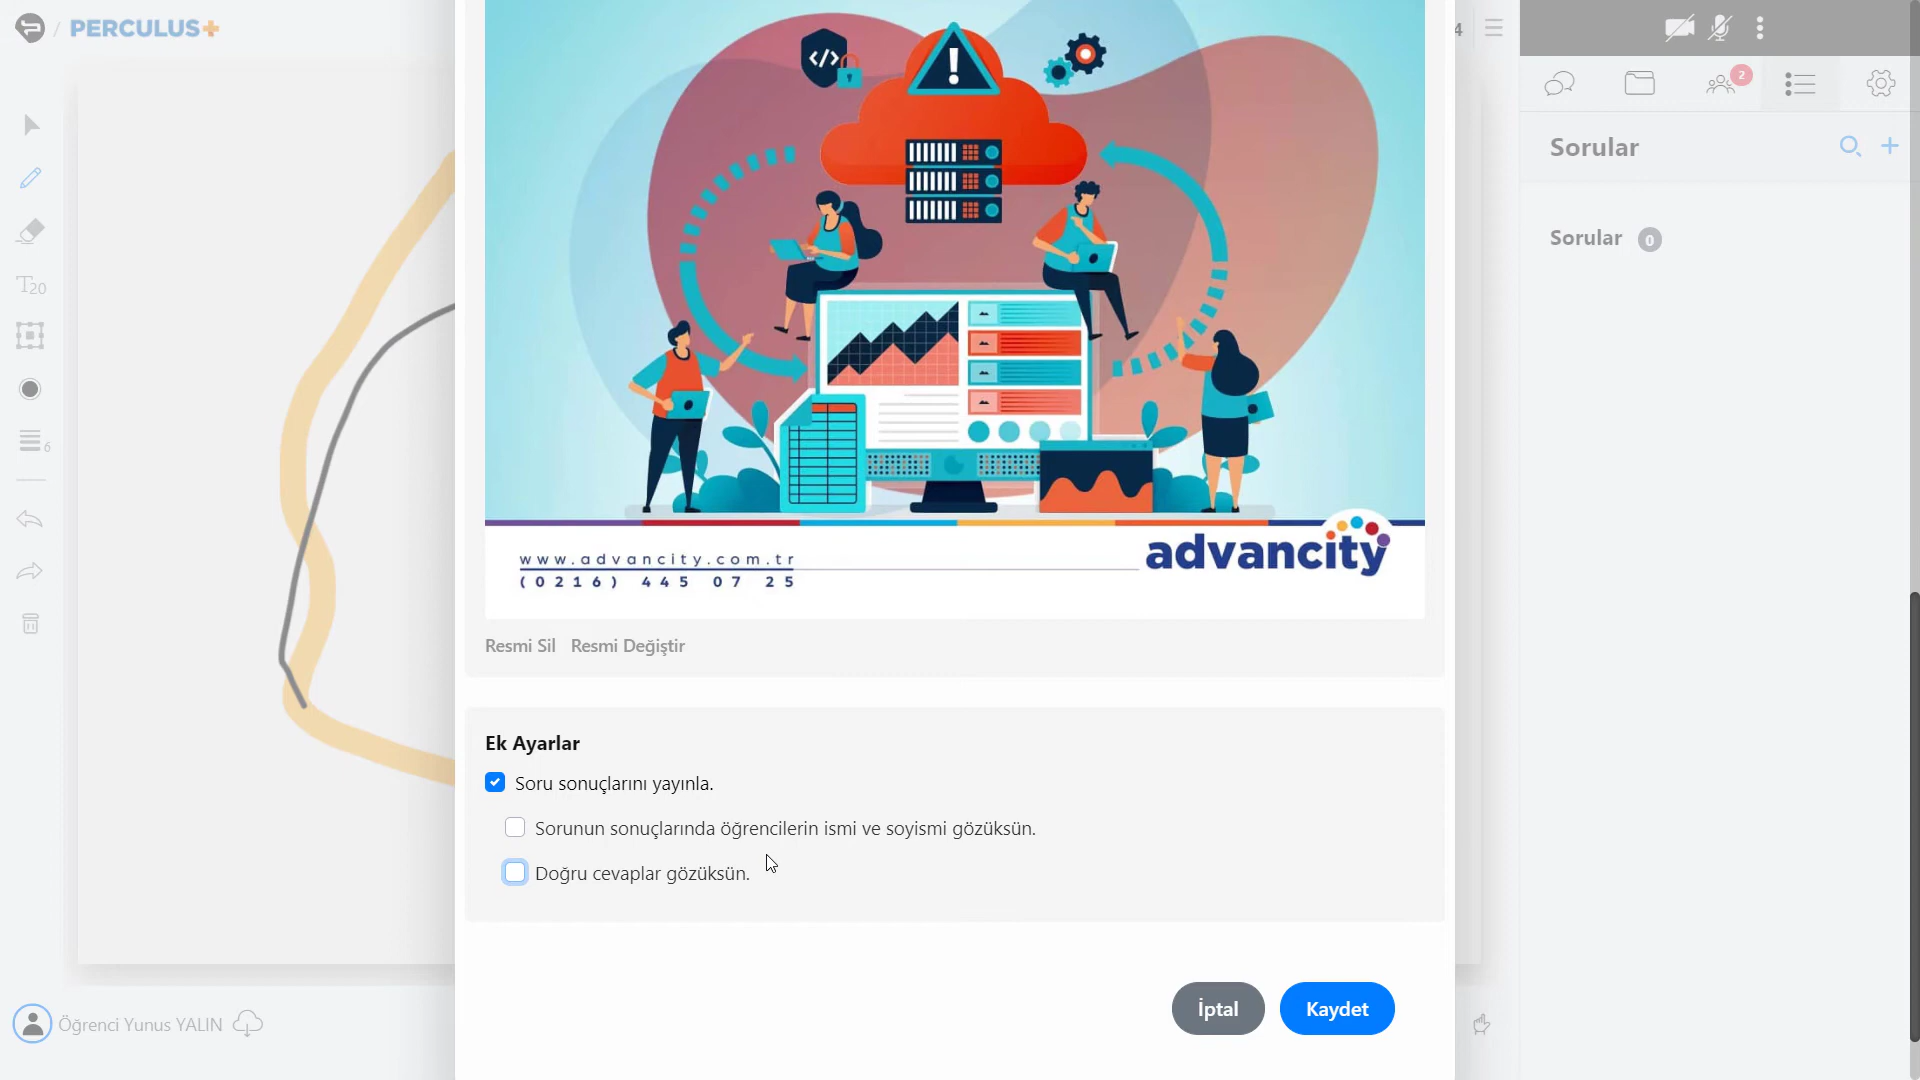 PERCULUS+
4
2
Sorular
T20
Sorular 0
6
www.advancity.com.tr
(0216) 445 07 25
advancity
Resmi Sil Resmi Değiştir
Ek Ayarlar
Soru sonuçlarını yayınla.
Sorunun sonuçlarında öğrencilerin ismi ve soyismi gözüksün.
Doğru cevaplar gözüksün.
İptal Kaydet
Öğrenci Yunus YALIN